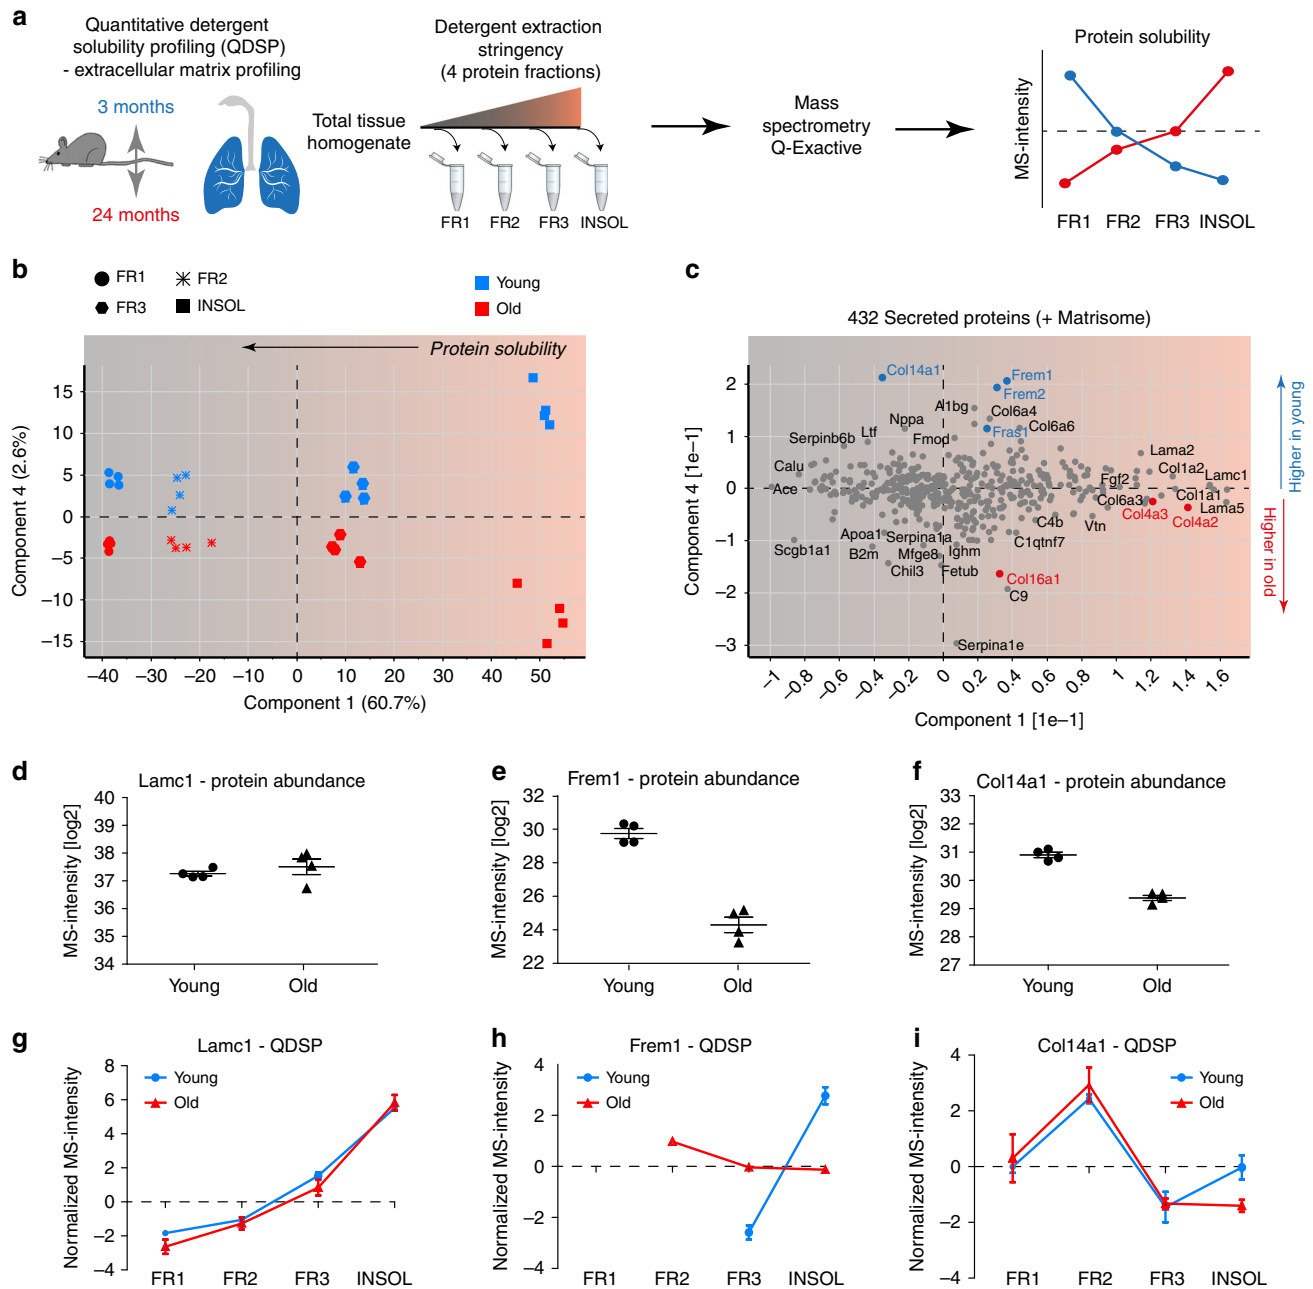 a
Quantitative detergent
solubility profiling (QDSP)
- extracellular matrix profiling
3 months
24 months
Total tissue
homogenate
Detergent extraction
stringency
(4 protein fractions)
FR1 FR2 FR3 INSOL
Mass
spectrometry
Q-Exactive
Protein solubility
MS-intensity
FR1 FR2 FR3 INSOL
b
FR1 FR2
FR3 INSOL
Young
Old
Protein solubility
Component 4 (2.6%)
15
10
5
0
−5
−10
−15
−40 −30 −20 −10 0 10 20 30 40 50
Component 1 (60.7%)
c
432 Secreted proteins (+ Matrisome)
Component 4 [1e−1]
2
1
0
−1
−2
−3
Col14a1
Frem1
Frem2
A1bg
Col6a4
Nppa
Fras1
Col6a6
Serpinb6b
Ltf
Fmod
Lama2
Calu
Col1a2
Fgf2
Lamc1
Ace
Col6a3
Col1a1
Lama5
Col4a3
Col4a2
C4b
Vtn
Apoa1
Serpina1a
C1qtnf7
Scgb1a1
B2m
Mfge8
Ighm
Chil3
Fetub
Col16a1
C9
Serpina1e
−1 −0.8 −0.6 −0.4 −0.2 0 0.2 0.4 0.6 0.8 1 1.2 1.4 1.6
Component 1 [1e−1]
Higher in young
Higher in old
d
Lamc1 - protein abundance
MS-intensity [log2]
40
39
38
37
36
35
34
Young Old
e
Frem1 - protein abundance
MS-intensity [log2]
32
30
28
26
24
22
Young Old
f
Col14a1 - protein abundance
MS-intensity [log2]
33
32
31
30
29
28
27
Young Old
g
Lamc1 - QDSP
Normalized MS-intensity
8
6
4
2
0
−2
−4
Young
Old
FR1 FR2 FR3 INSOL
h
Frem1 - QDSP
Normalized MS-intensity
4
2
0
−2
−4
Young
Old
FR1 FR2 FR3 INSOL
i
Col14a1 - QDSP
Normalized MS-intensity
4
2
0
−2
−4
Young
Old
FR1 FR2 FR3 INSOL